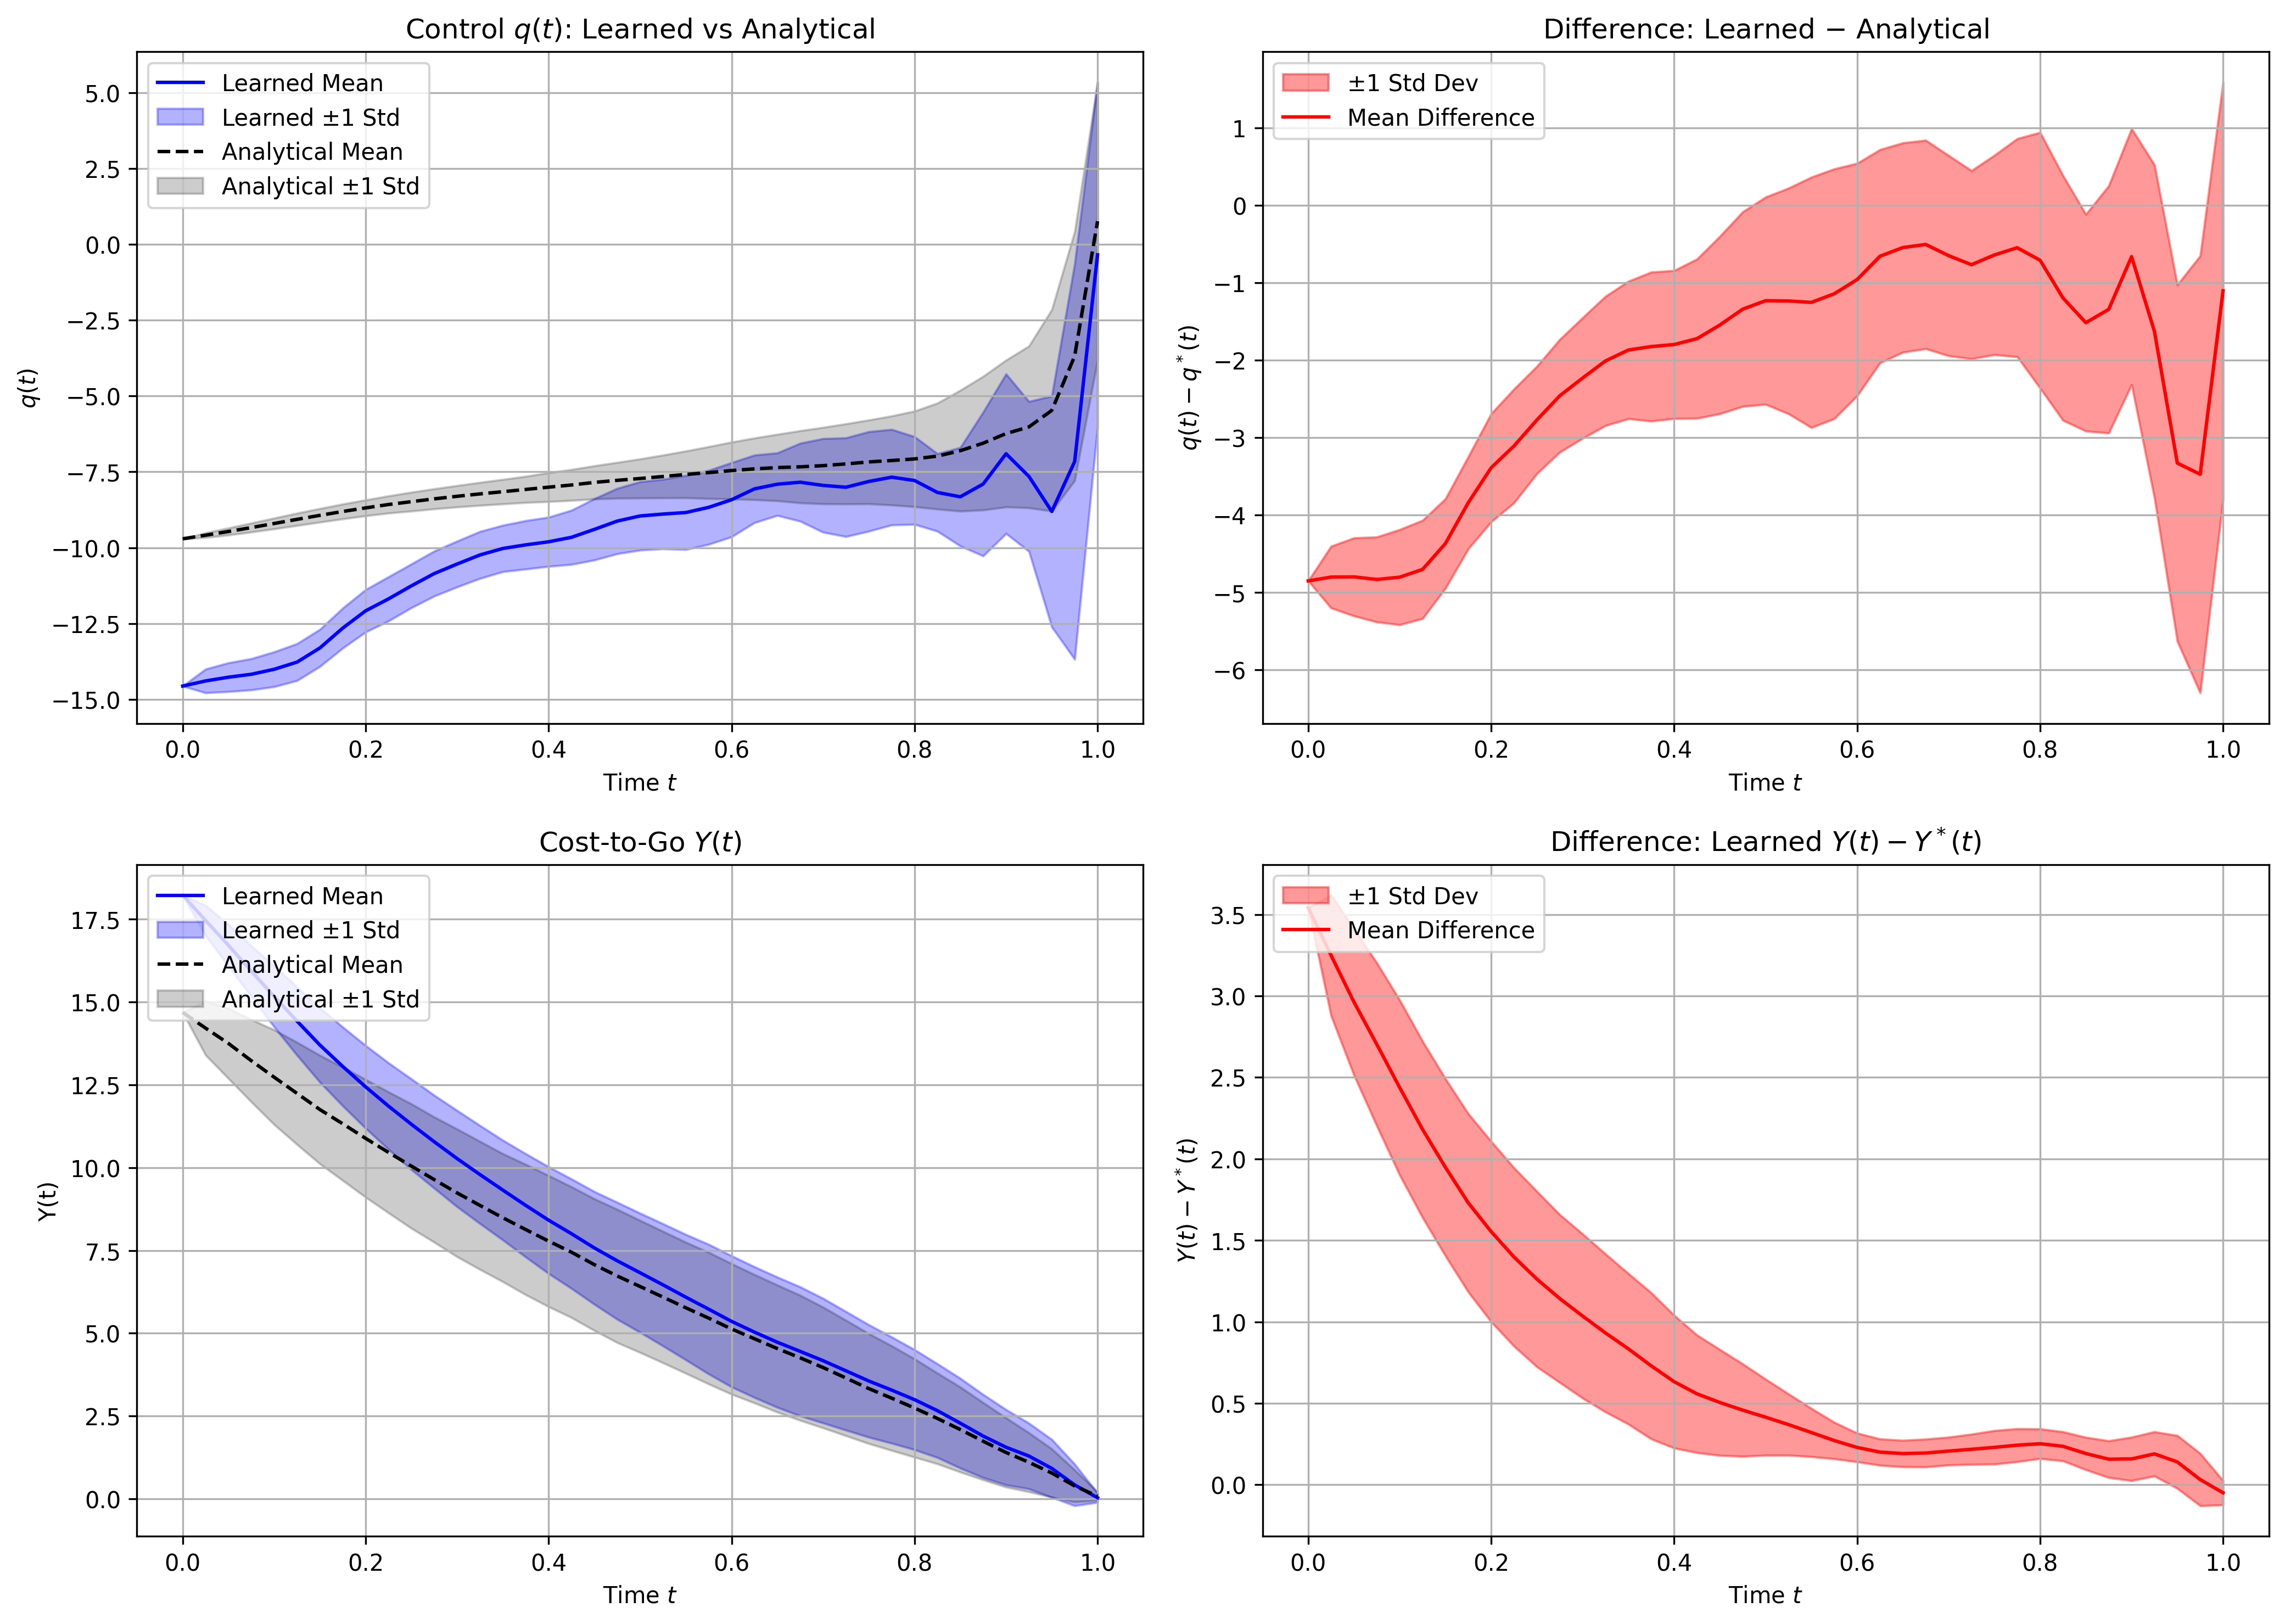 Control q(t): Learned vs Analytical
Learned Mean
Learned ±1 Std
Analytical Mean
Analytical ±1 Std
q(t)
5.0
2.5
0.0
−2.5
−5.0
−7.5
−10.0
−12.5
−15.0
0.0 0.2 0.4 0.6 0.8 1.0
Time t
Difference: Learned − Analytical
±1 Std Dev
Mean Difference
q(t) − q*(t)
1
0
−1
−2
−3
−4
−5
−6
0.0 0.2 0.4 0.6 0.8 1.0
Time t
Cost-to-Go Y(t)
Learned Mean
Learned ±1 Std
Analytical Mean
Analytical ±1 Std
Y(t)
17.5
15.0
12.5
10.0
7.5
5.0
2.5
0.0
0.0 0.2 0.4 0.6 0.8 1.0
Time t
Difference: Learned Y(t) − Y*(t)
±1 Std Dev
Mean Difference
Y(t) − Y*(t)
3.5
3.0
2.5
2.0
1.5
1.0
0.5
0.0
0.0 0.2 0.4 0.6 0.8 1.0
Time t